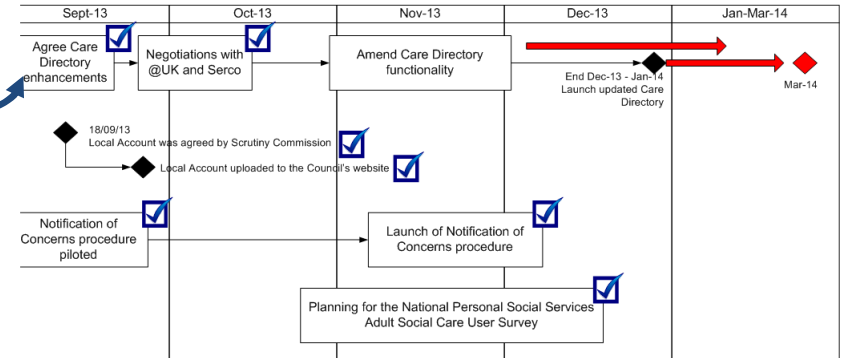 Sept-13
Oct-13
Nov-13
Dec-13
Jan-Mar-14
Agree Care
Directory
enhancements
Negotiations with
@UK and Serco
Amend Care Directory
functionality
End Dec-13 - Jan-14
Launch updated Care
Directory
Mar-14
18/09/13
Local Account was agreed by Scrutiny Commission
Local Account uploaded to the Council's website
Notification of
Concerns procedure
piloted
Launch of Notification of
Concerns procedure
Planning for the National Personal Social Services
Adult Social Care User Survey